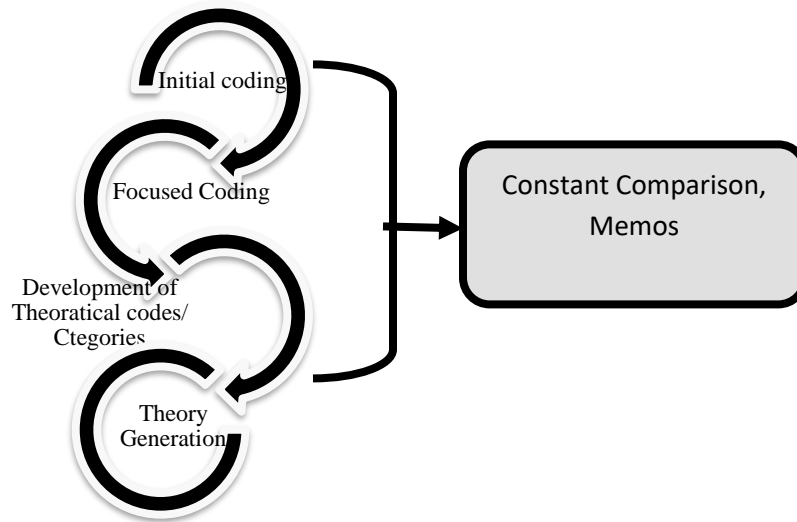 Initial coding
Focused Coding
Development of
Theoratical codes/
Ctegories
Theory
Generation
Constant Comparison,
Memos